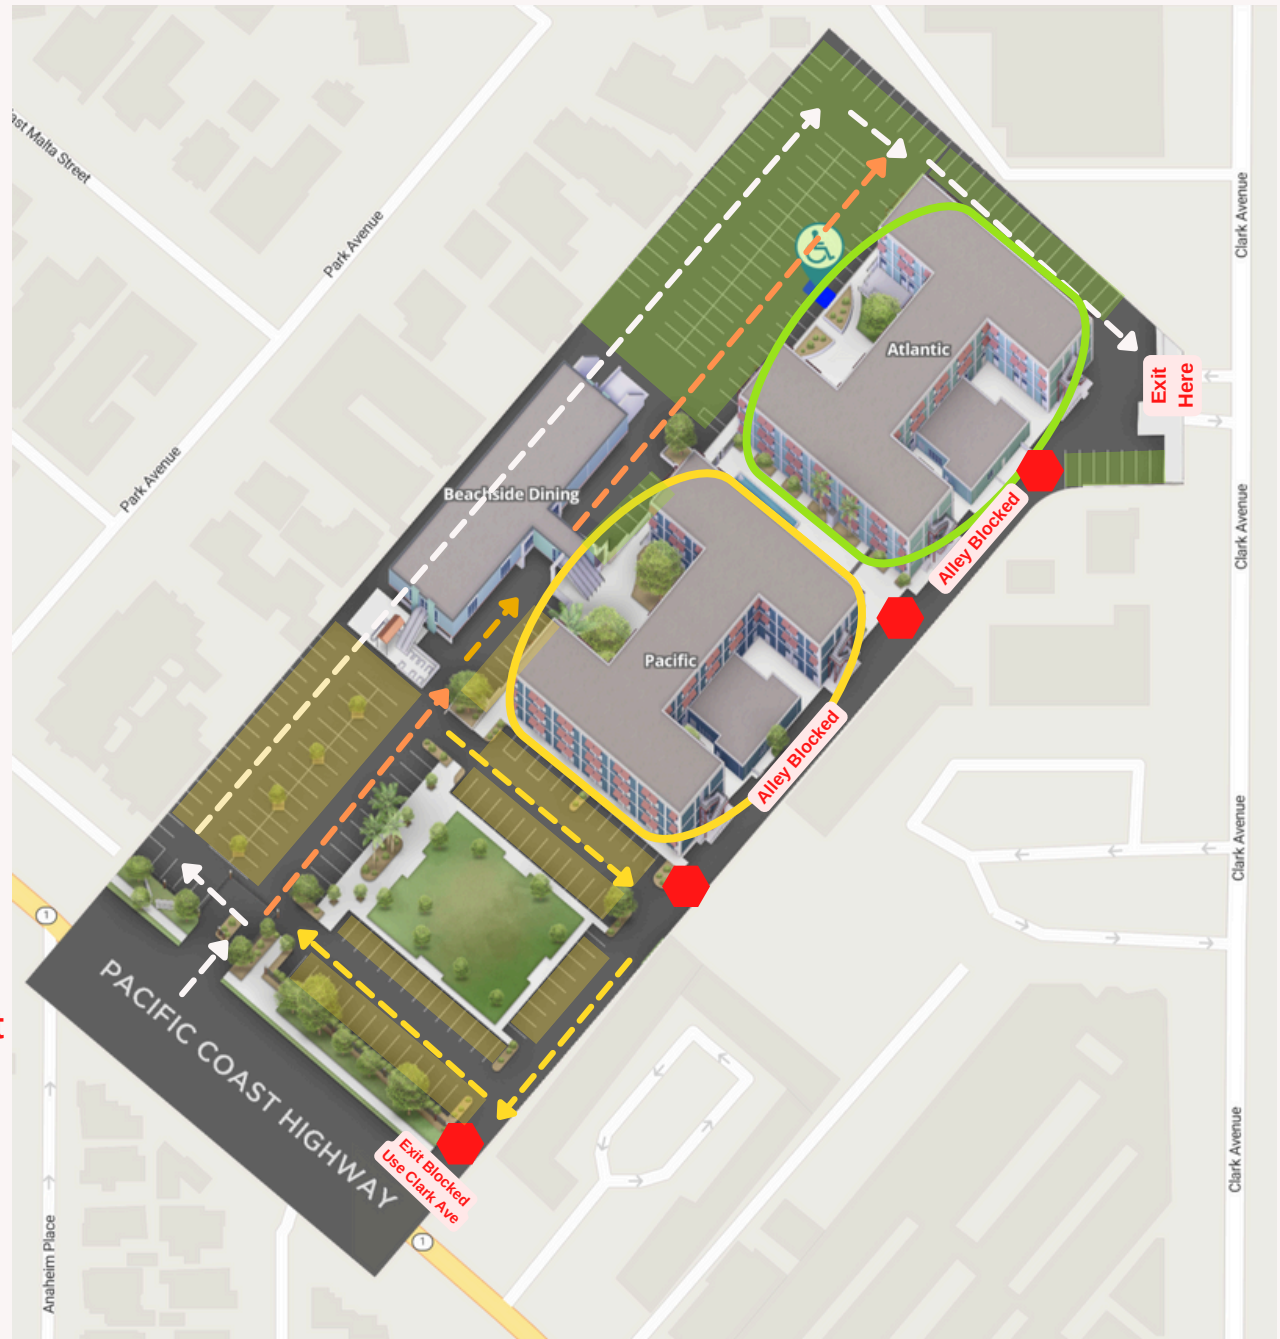 ast Malta Street
Park Avenue
Clark Avenue
Atlantic
Exit
Here
Park Avenue
Beachside Dining
Clark Avenue
Alley Blocked
Pacific
Alley Blocked
Clark Avenue
1
PACIFIC COAST HIGHWAY
Exit Blocked
Use Clark Ave
Clark Avenue
1
Anaheim Place